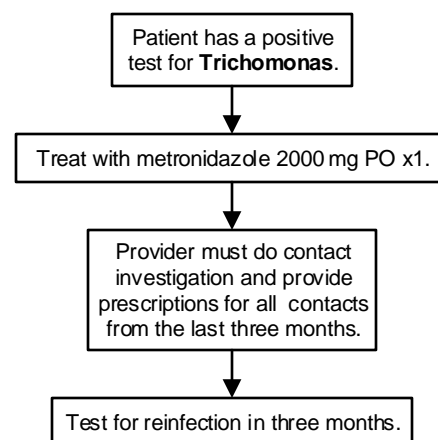 Patient has a positive
test for Trichomonas.
Treat with metronidazole 2000 mg PO x1.
Provider must do contact
investigation and provide
prescriptions for all contacts
from the last three months.
Test for reinfection in three months.